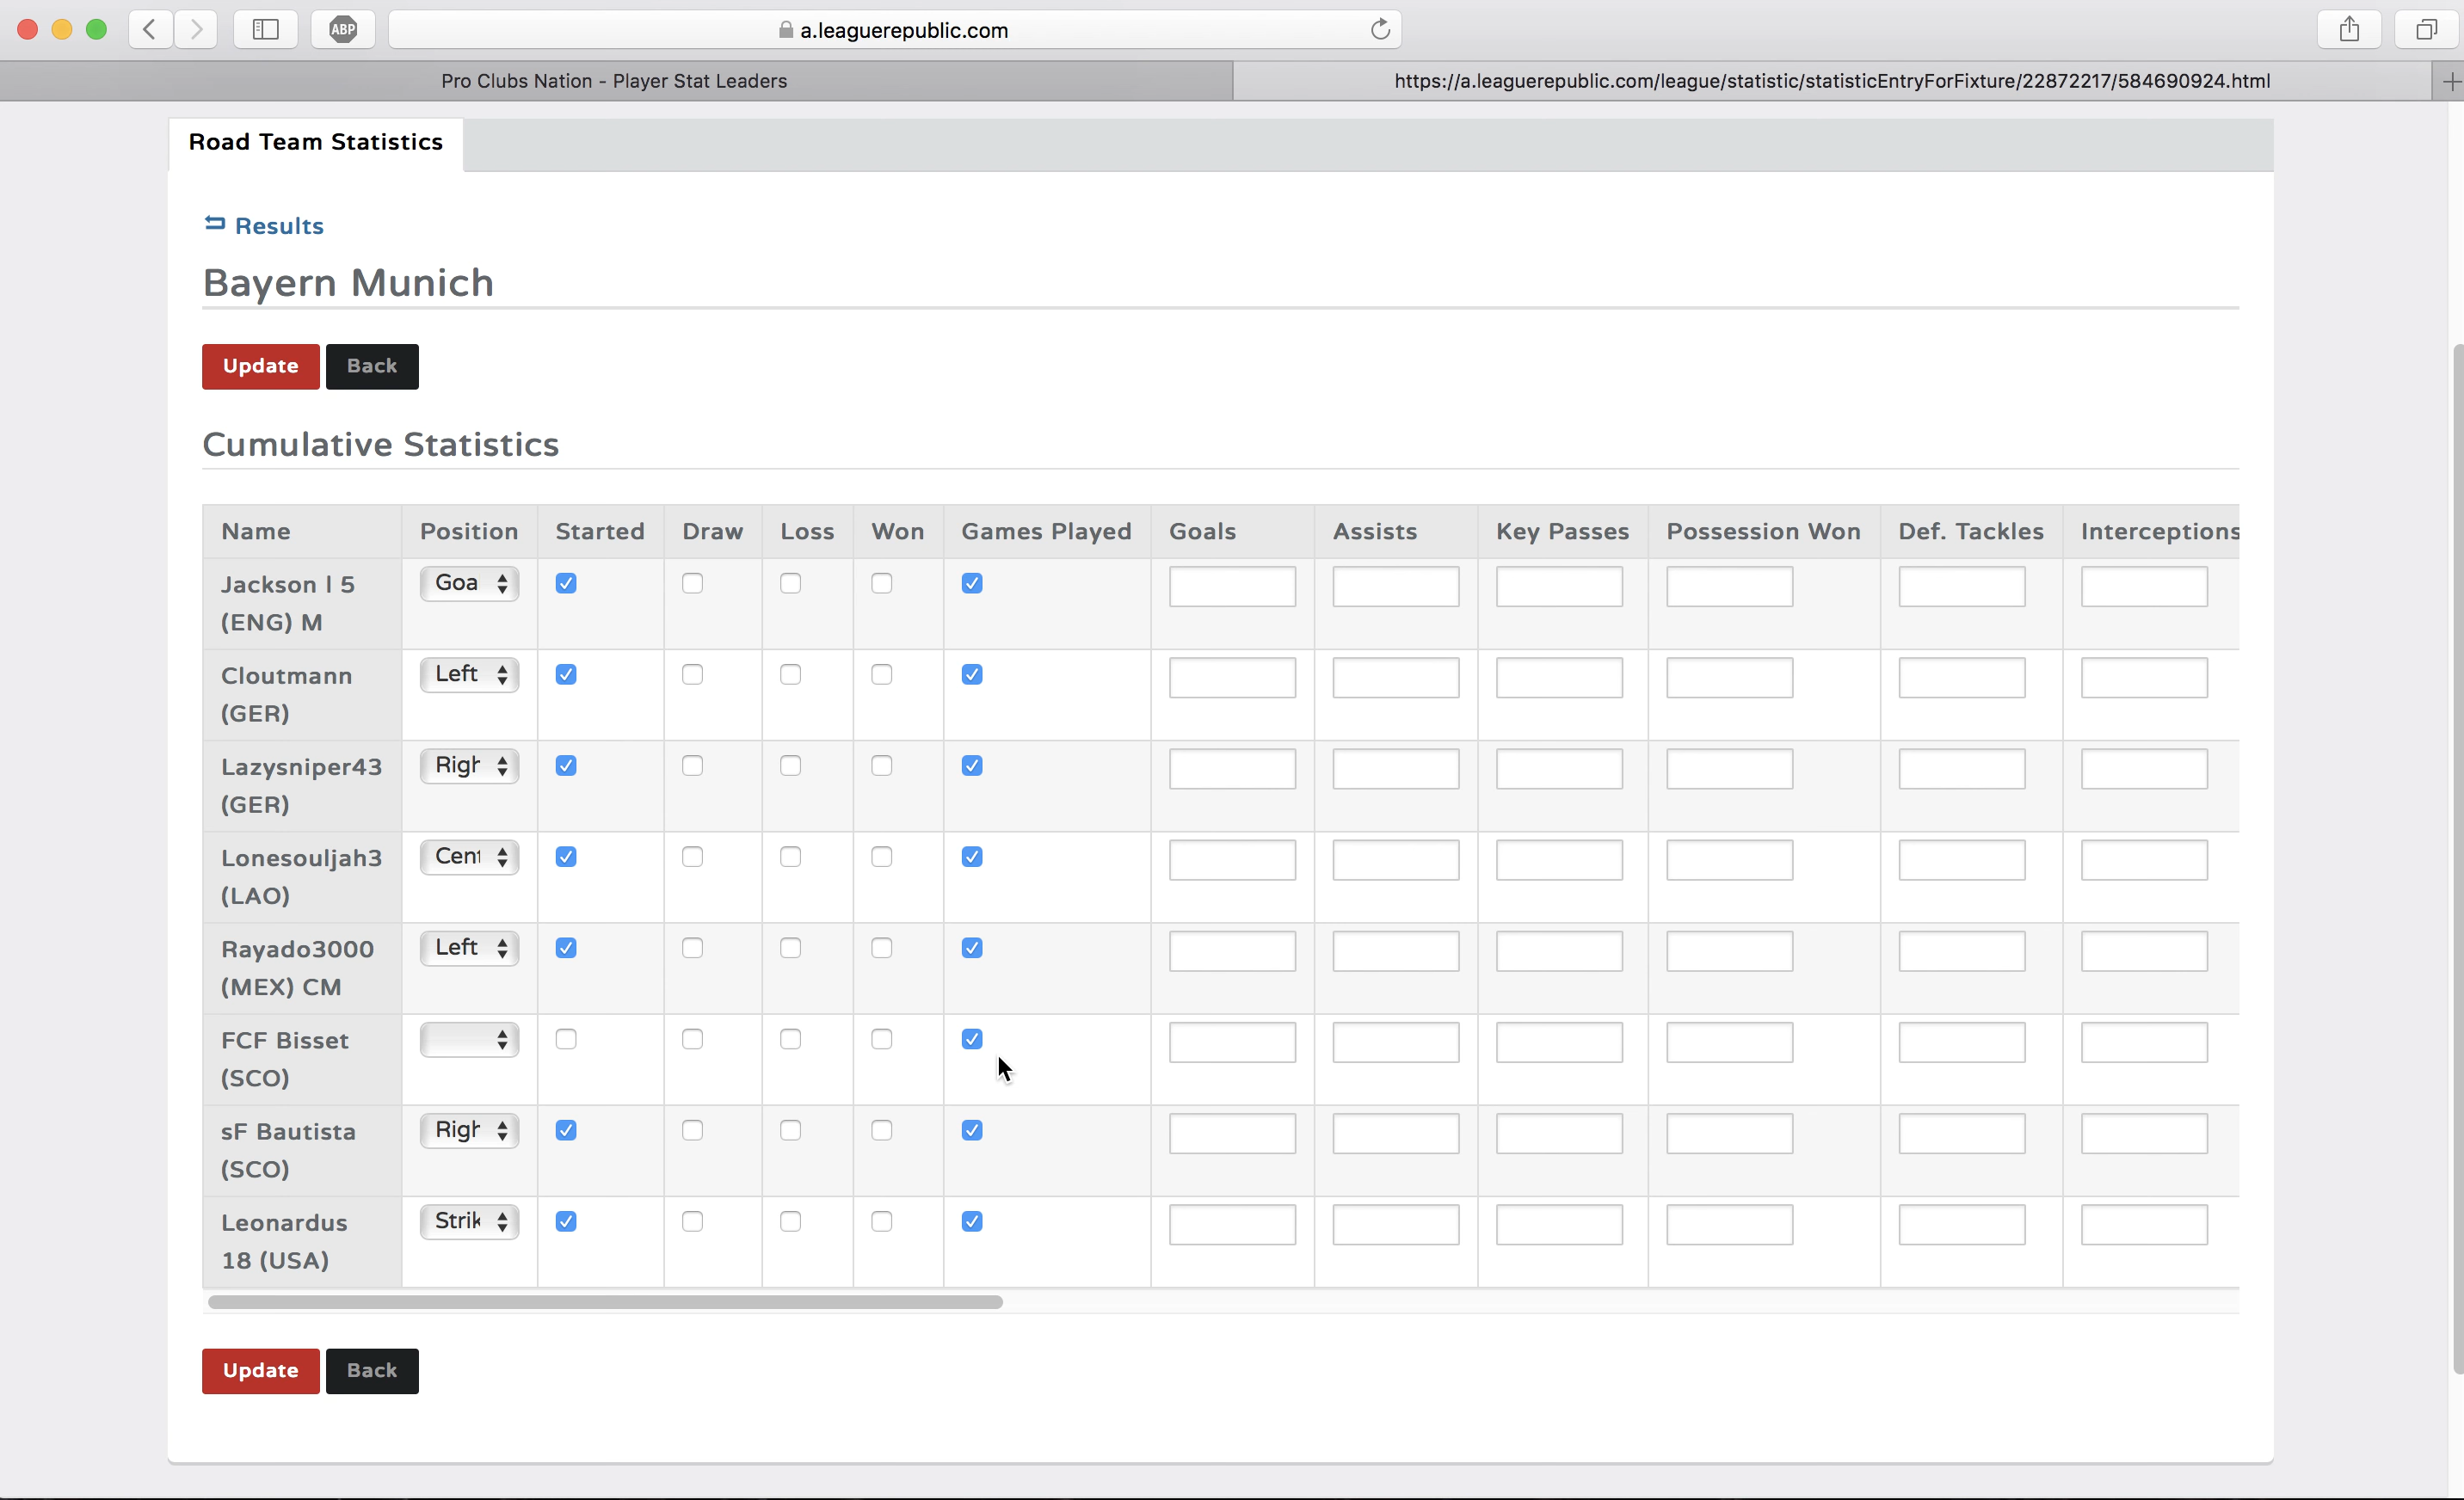 ABP
a.leaguerepublic.com
Pro Clubs Nation - Player Stat Leaders
https://a.leaguerepublic.com/league/statistic/statisticEntryForFixture/22872217/584690924.html
Road Team Statistics
Results
Bayern Munich
Update Back
Cumulative Statistics
Name Position Started Draw Loss Won Games Played Goals Assists Key Passes Possession Won Def. Tackles Interceptions
Jackson l 5 Goa
(ENG) M
Cloutmann Left
(GER)
Lazysniper43 Righ
(GER)
Lonesouljah3 Cent
(LAO)
Rayado3000 Left
(MEX) CM
FCF Bisset
(SCO)
sF Bautista Righ
(SCO)
Leonardus Strik
18 (USA)
Update Back